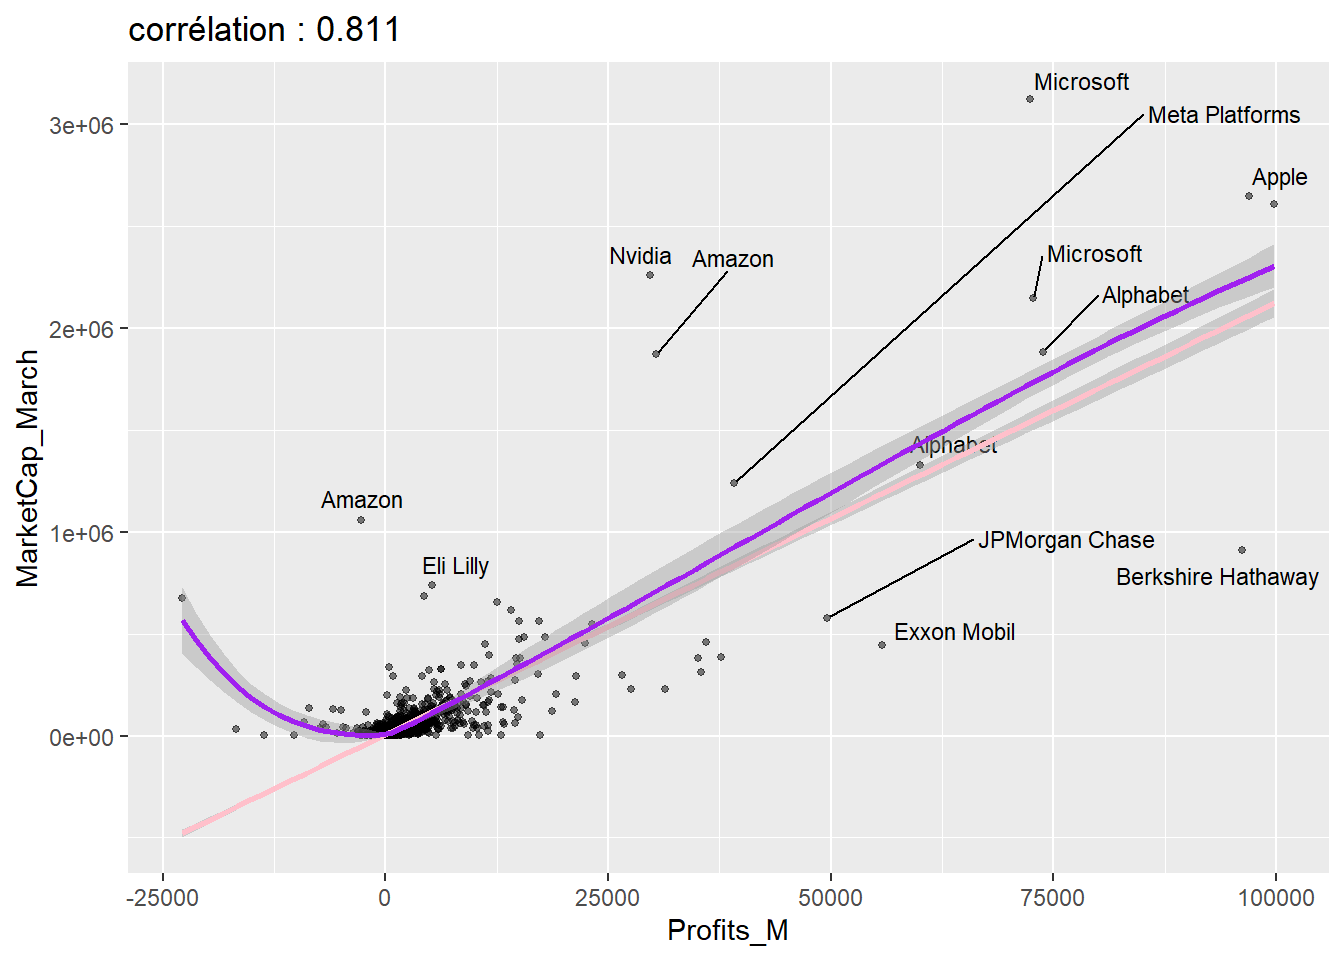 corrélation : 0.811
Microsoft
Meta Platforms
3e+06
Apple
Nvidia
Amazon
Microsoft
Alphabet
2e+06
MarketCap_March
Alphabet
Amazon
1e+06
JPMorgan Chase
Eli Lilly
Berkshire Hathaway
Exxon Mobil
0e+00
-25000
0
25000
50000
75000
100000
Profits_M